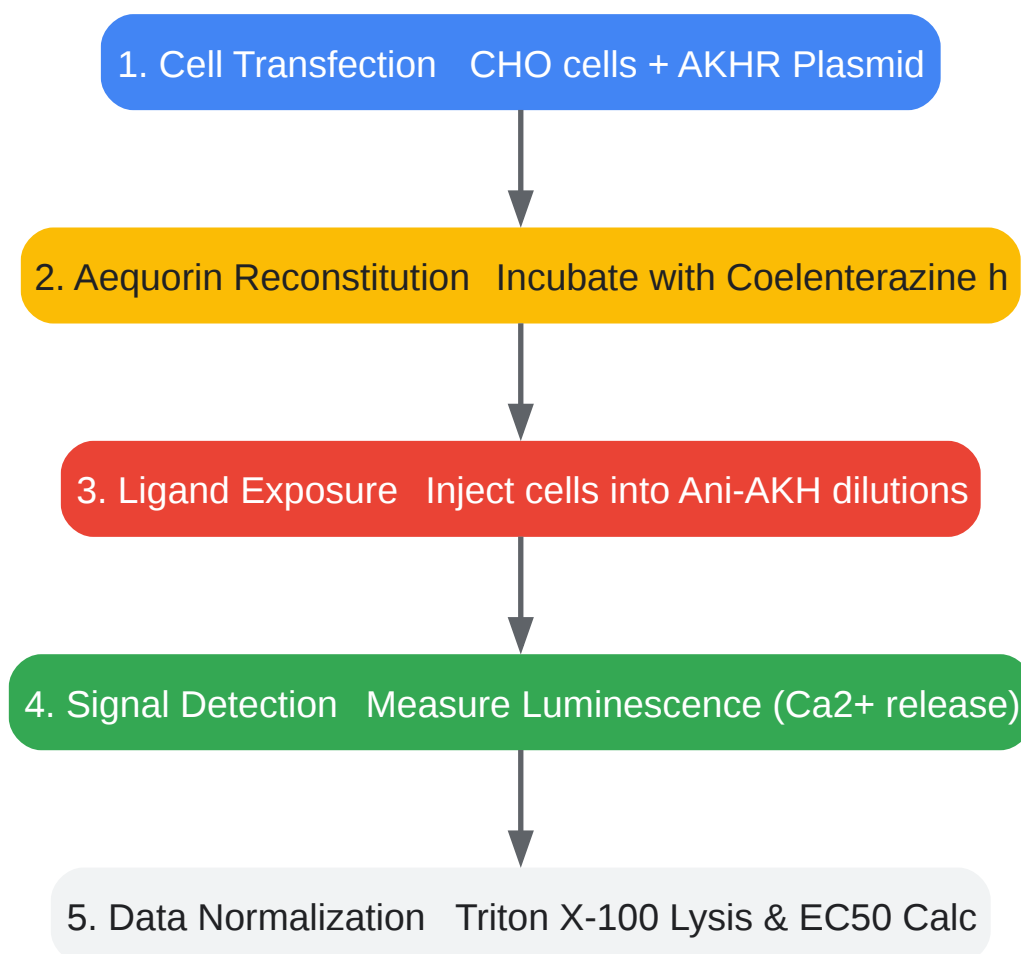 1. Cell Transfection CHO cells + AKHR Plasmid
2. Aequorin Reconstitution Incubate with Coelenterazine h
3. Ligand Exposure Inject cells into Ani-AKH dilutions
4. Signal Detection Measure Luminescence (Ca2+ release)
5. Data Normalization Triton X-100 Lysis & EC50 Calc